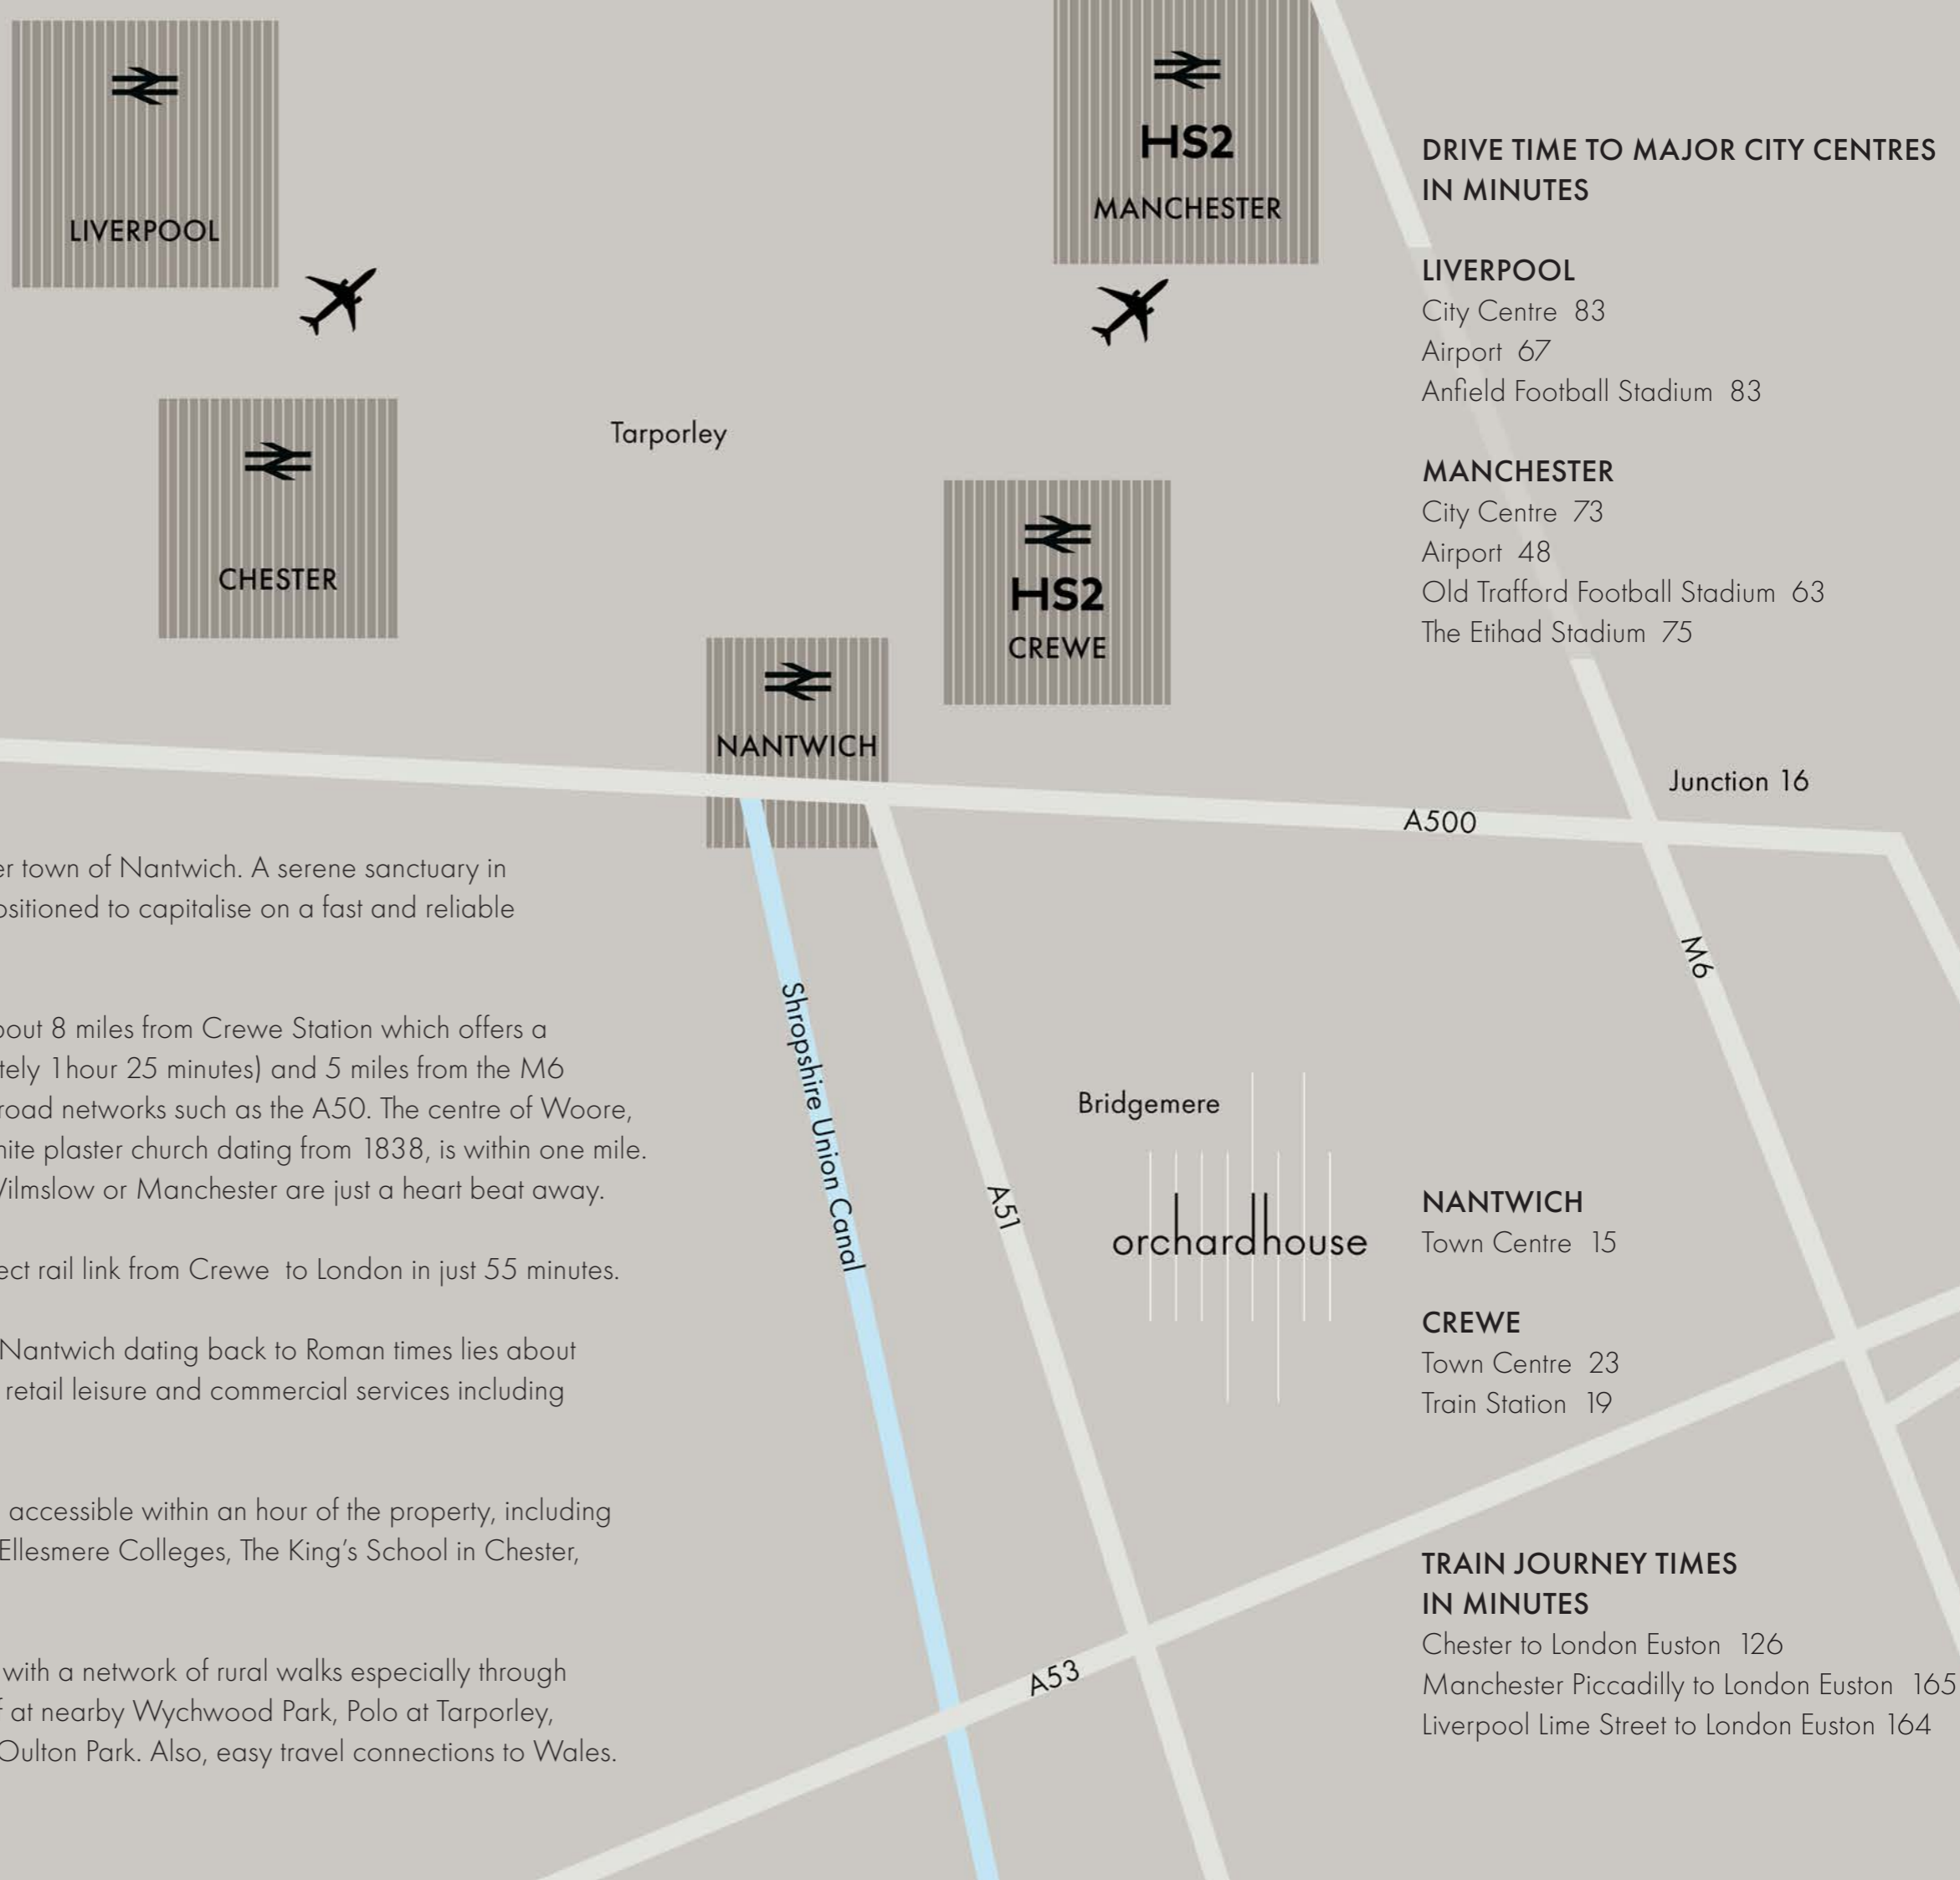 LIVERPOOL
HS2
MANCHESTER
CHESTER
Tarporley
HS2
CREWE
NANTWICH
Junction 16
A500
M6
Shropshire Union Canal
A51
Bridgemere
orchardhouse
A53
town of Nantwich. A serene sanctuary in
to capitalise on a fast and reliable
8 miles from Crewe Station which offers a
1hour 25 minutes) and 5 miles from the M6
road networks such as the A50. The centre of Woore,
plaster church dating from 1838, is within one mile.
or Manchester are just a heart beat away.
rail link from Crewe to London in just 55 minutes.
Nantwich dating back to Roman times lies about
retail leisure and commercial services including
accessible within an hour of the property, including
Ellesmere Colleges, The King's School in Chester,
with a network of rural walks especially through
at nearby Wychwood Park, Polo at Tarporley,
Oulton Park. Also, easy travel connections to Wales.
DRIVE TIME TO MAJOR CITY CENTRES
IN MINUTES
LIVERPOOL
City Centre 83
Airport 67
Anfield Football Stadium 83
MANCHESTER
City Centre 73
Airport 48
Old Trafford Football Stadium 63
The Etihad Stadium 75
NANTWICH
Town Centre 15
CREWE
Town Centre 23
Train Station 19
TRAIN JOURNEY TIMES
IN MINUTES
Chester to London Euston 126
Manchester Piccadilly to London Euston 165
Liverpool Lime Street to London Euston 164